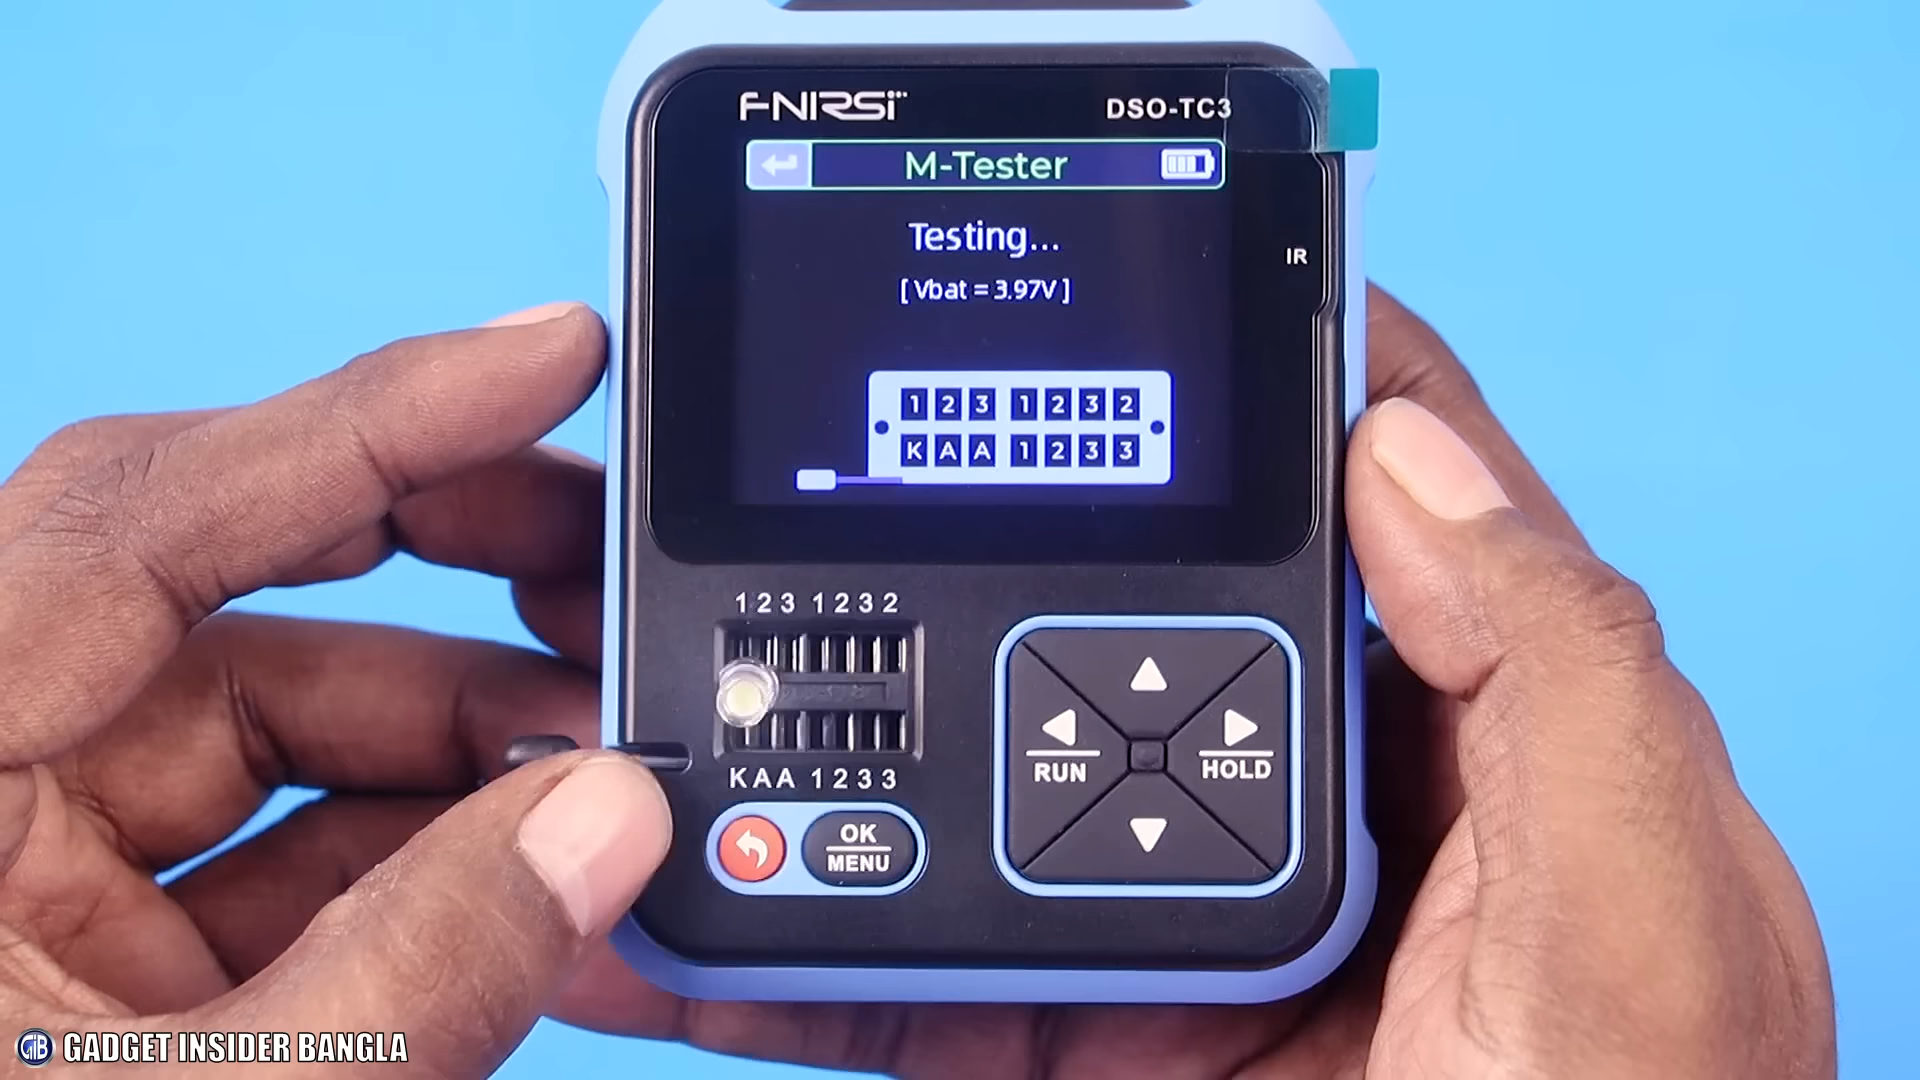 FNIRSI DSO-TC3
M-Tester
Testing...
[ Vbat = 3.97V ]
IR
1 2 3 1 2 3 2
K A A 1 2 3 3
1 2 3 1 2 3 2
K A A 1 2 3 3
RUN
HOLD
OK
MENU
GIB GADGET INSIDER BANGLA